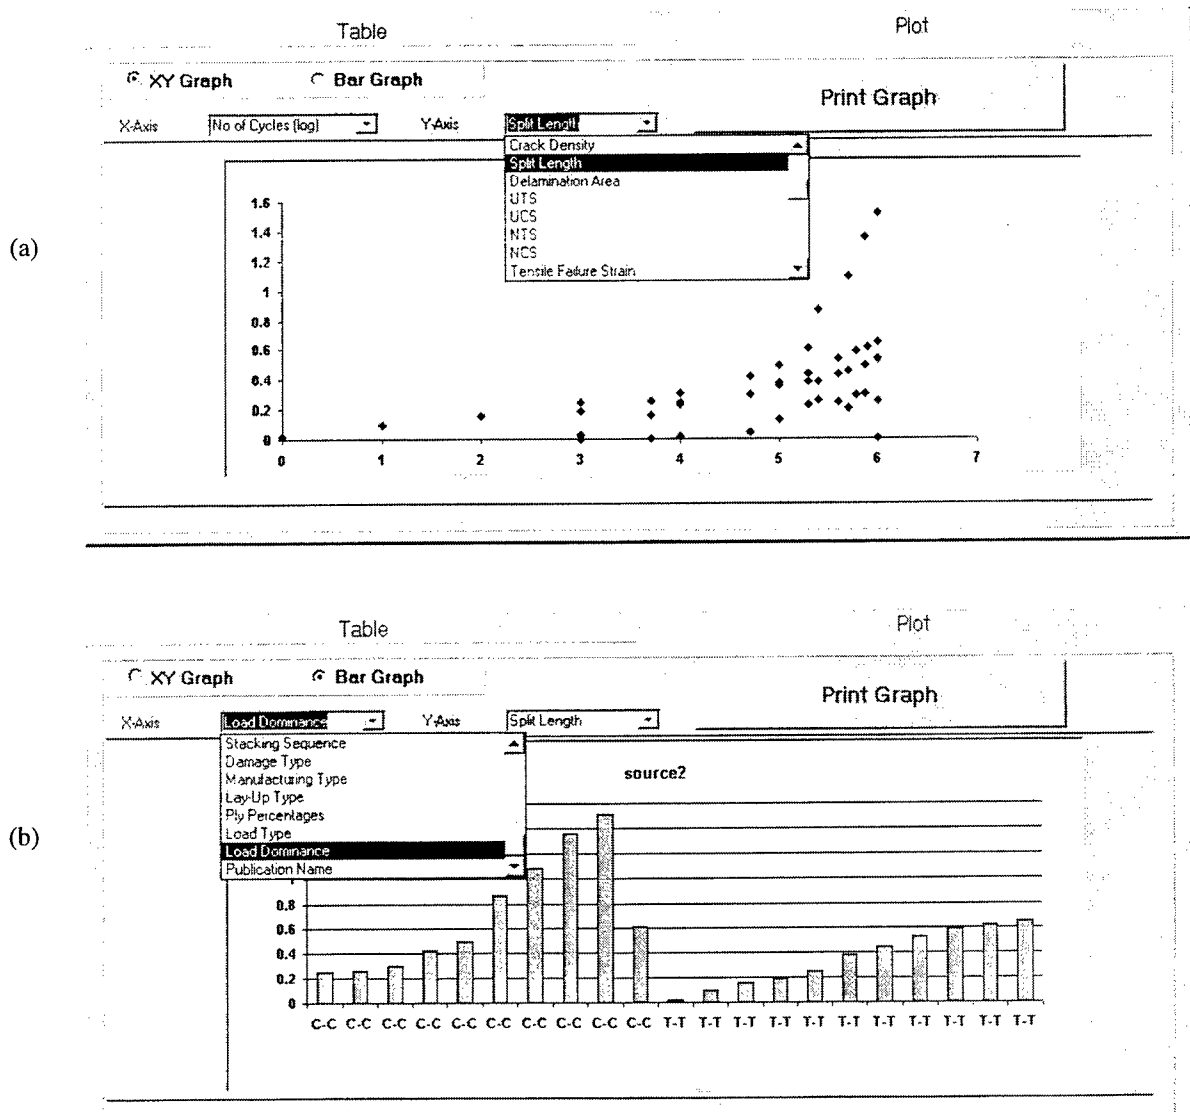 Table Plot
XY Graph Bar Graph
Print Graph
X-Axis No of Cycles (log) Y-Axis Split Length
Crack Density
Split Length
Delamination Area
UTS
UCS
NTS
NCS
Tensile Failure Strain
(a)
1.6
1.4
1.2
1
0.8
0.6
0.4
0.2
0
0 1 2 3 4 5 6 7
Table Plot
XY Graph Bar Graph
Print Graph
X-Axis Load Dominance Y-Axis Split Length
Stacking Sequence
Damage Type
Manufacturing Type
Lay-Up Type
Ply Percentages
Load Type
Load Dominance
Publication Name
source2
(b)
1
0.8
0.6
0.4
0.2
0
C-C C-C C-C C-C C-C C-C C-C C-C C-C C-C T-T T-T T-T T-T T-T T-T T-T T-T T-T T-T T-T